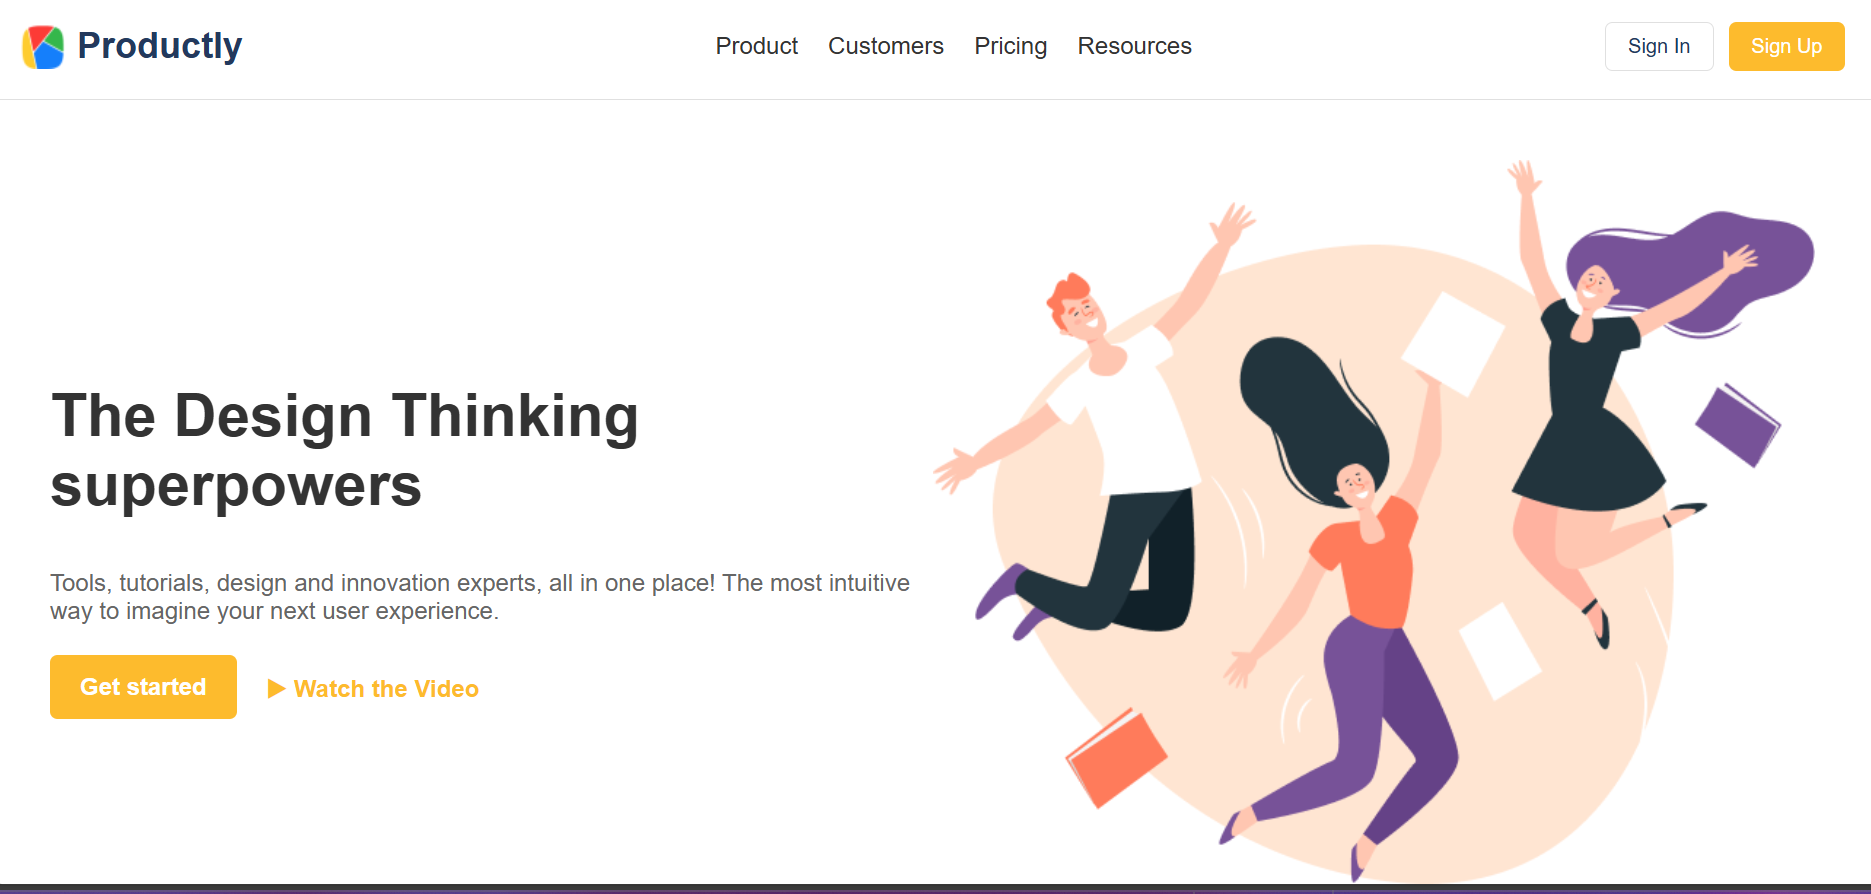 Productly
Product Customers Pricing Resources
Sign In Sign Up
The Design Thinking
superpowers
Tools, tutorials, design and innovation experts, all in one place! The most intuitive
way to imagine your next user experience.
Get started ▶ Watch the Video